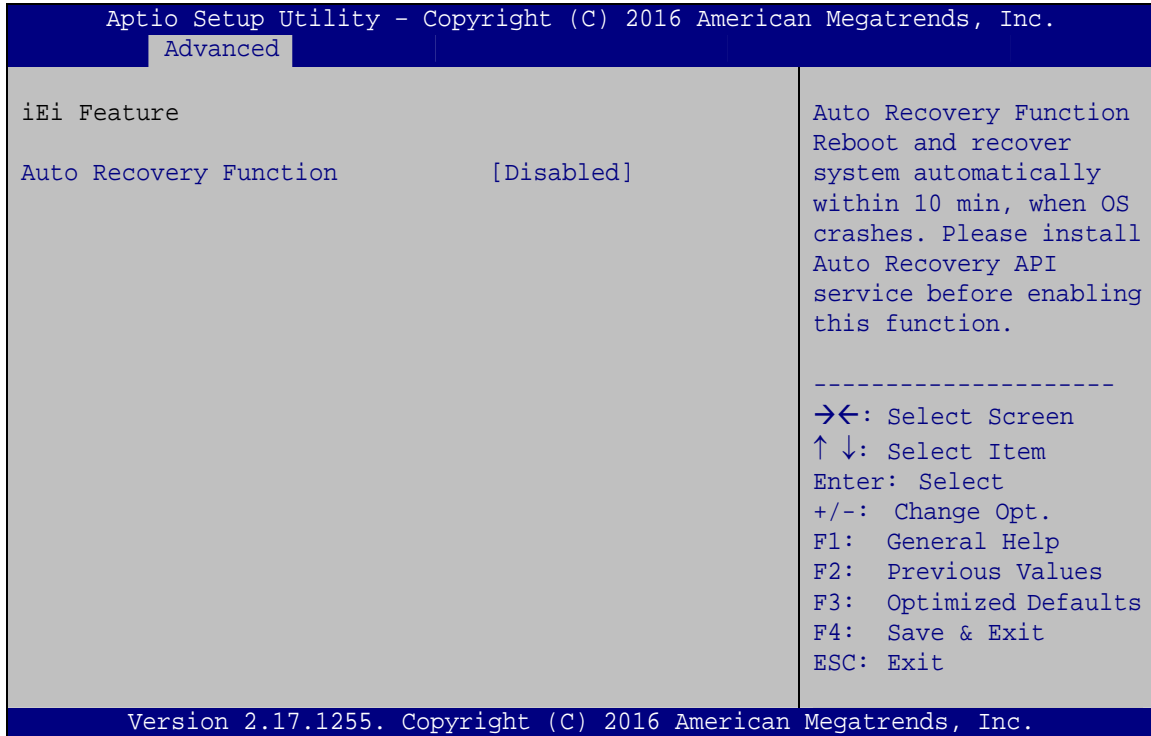 Aptio Setup Utility – Copyright (C) 2016 American Megatrends, Inc.
Advanced
iEi Feature
Auto Recovery Function [Disabled]
Auto Recovery Function
Reboot and recover
system automatically
within 10 min, when OS
crashes. Please install
Auto Recovery API
service before enabling
this function.
---------------------
→←: Select Screen
↑ ↓: Select Item
Enter: Select
+/-: Change Opt.
F1: General Help
F2: Previous Values
F3: Optimized Defaults
F4: Save & Exit
ESC: Exit
Version 2.17.1255. Copyright (C) 2016 American Megatrends, Inc.